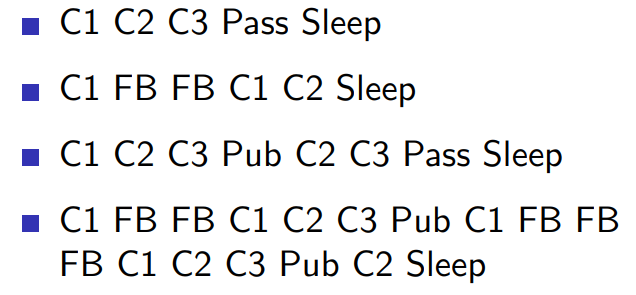 C1 C2 C3 Pass Sleep
C1 FB FB C1 C2 Sleep
C1 C2 C3 Pub C2 C3 Pass Sleep
C1 FB FB C1 C2 C3 Pub C1 FB FB
FB C1 C2 C3 Pub C2 Sleep